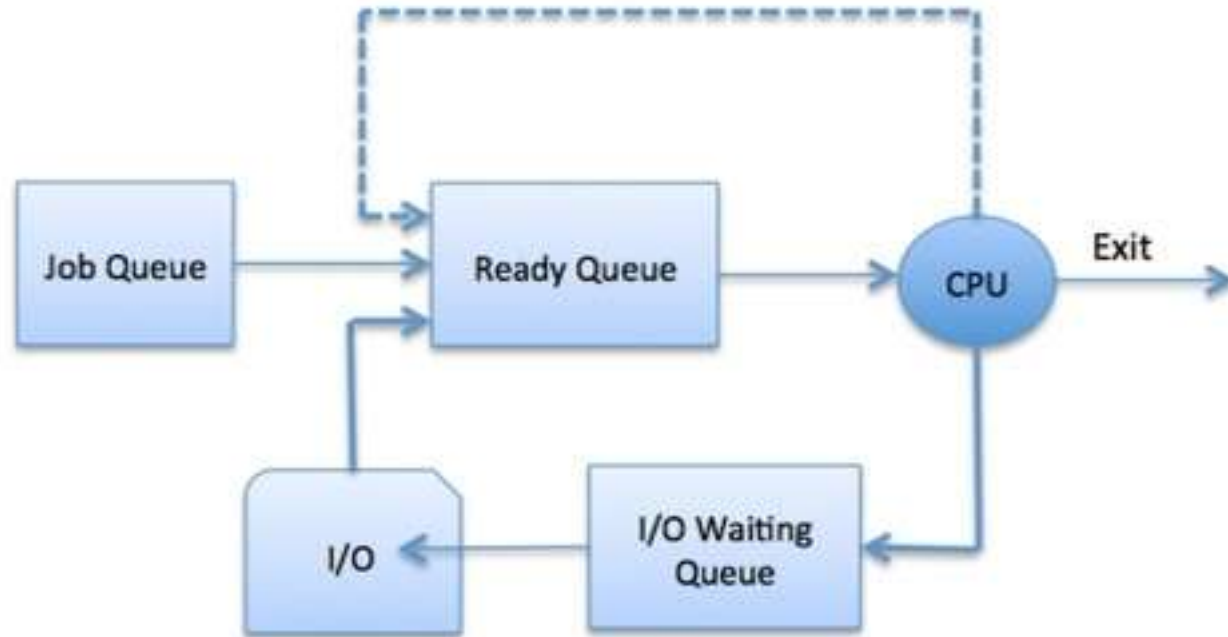 Job Queue
Ready Queue
CPU
Exit
I/O
I/O Waiting
Queue